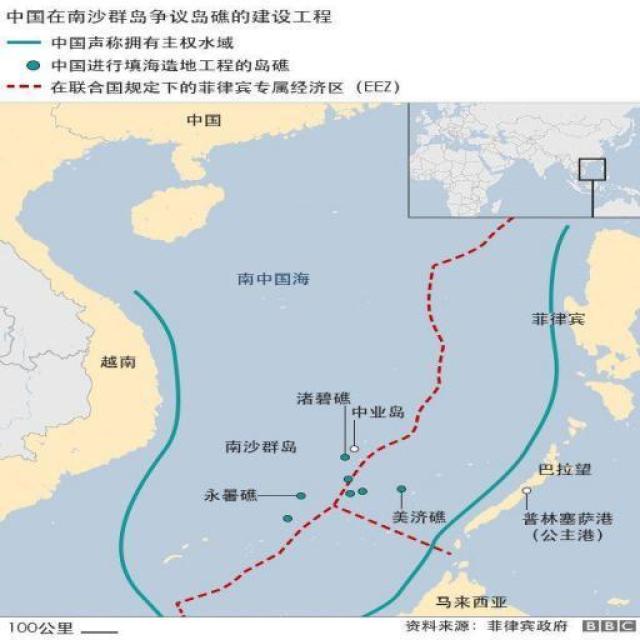 中国在南沙群岛争议岛礁的建设工程
中国声称拥有主权水域
中国进行填海造地工程的岛礁
在联合国规定下的菲律宾专属经济区（EEZ）
中国
南中国海
菲律宾
越南
渚碧礁
中业岛
南沙群岛
巴拉望
永暑礁
美济礁
普林塞萨港
（公主港）
马来西亚
100公里
资料来源：菲律宾政府
BBC